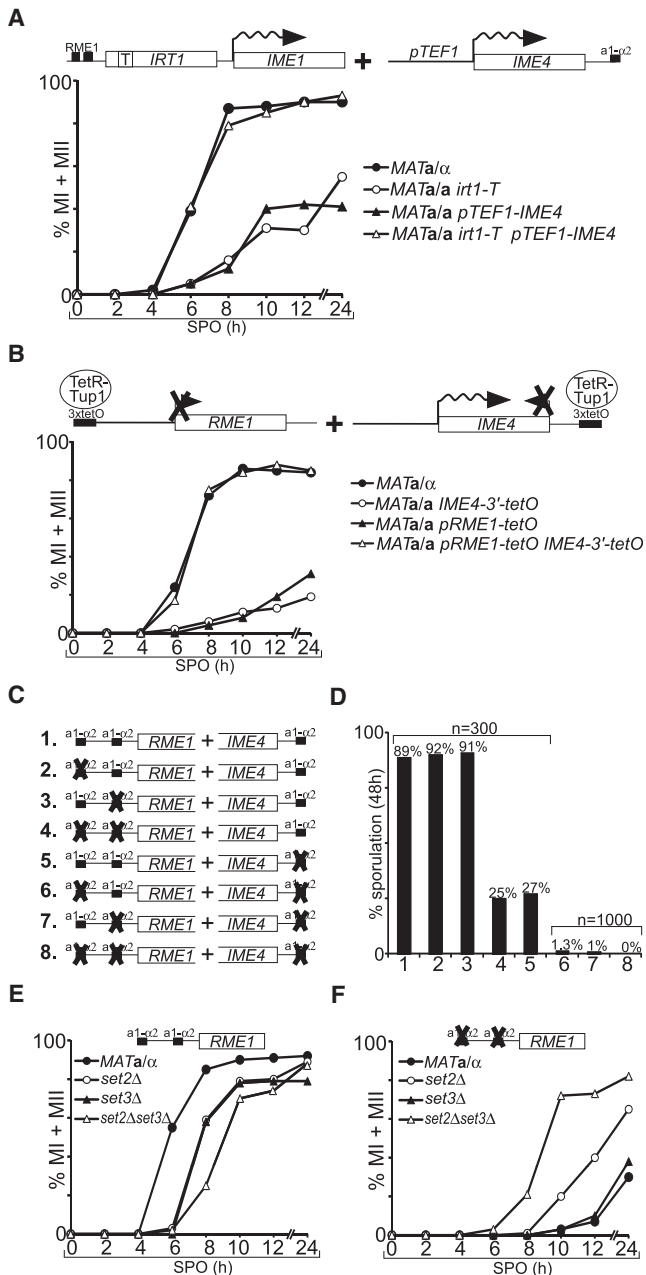 A
RME1
T
IRT1
IME1
+
pTEF1
IME4
a1-α2
% MI + MII
100
0
0 2 4 6 8 10 12 24
SPO (h)
MATa/α
MATa/a irt1-T
MATa/a pTEF1-IME4
MATa/a irt1-T pTEF1-IME4
B
TetR-
Tup1
3xtetO
RME1
+
IME4
TetR-
Tup1
3xtetO
% MI + MII
100
0
0 2 4 6 8 10 12 24
SPO (h)
MATa/α
MATa/a IME4-3'-tetO
MATa/a pRME1-tetO
MATa/a pRME1-tetO IME4-3'-tetO
C
1. a1-α2 a1-α2 RME1 + IME4 a1-α2
2. a1-α2 a1-α2 RME1 + IME4 a1-α2
3. a1-α2 a1-α2 RME1 + IME4 a1-α2
4. a1-α2 a1-α2 RME1 + IME4 a1-α2
5. a1-α2 a1-α2 RME1 + IME4 a1-α2
6. a1-α2 a1-α2 RME1 + IME4 a1-α2
7. a1-α2 a1-α2 RME1 + IME4 a1-α2
8. a1-α2 a1-α2 RME1 + IME4 a1-α2
D
% sporulation (48h)
100
0
n=300
89% 92% 91%
25% 27%
n=1000
1.3% 1% 0%
1 2 3 4 5 6 7 8
E
a1-α2 a1-α2
RME1
% MI + MII
100
0
MATa/α
set2Δ
set3Δ
set2Δset3Δ
0 2 4 6 8 10 12 24
SPO (h)
F
a1-α2 a1-α2
RME1
% MI + MII
100
0
MATa/α
set2Δ
set3Δ
set2Δset3Δ
0 2 4 6 8 10 12 24
SPO (h)